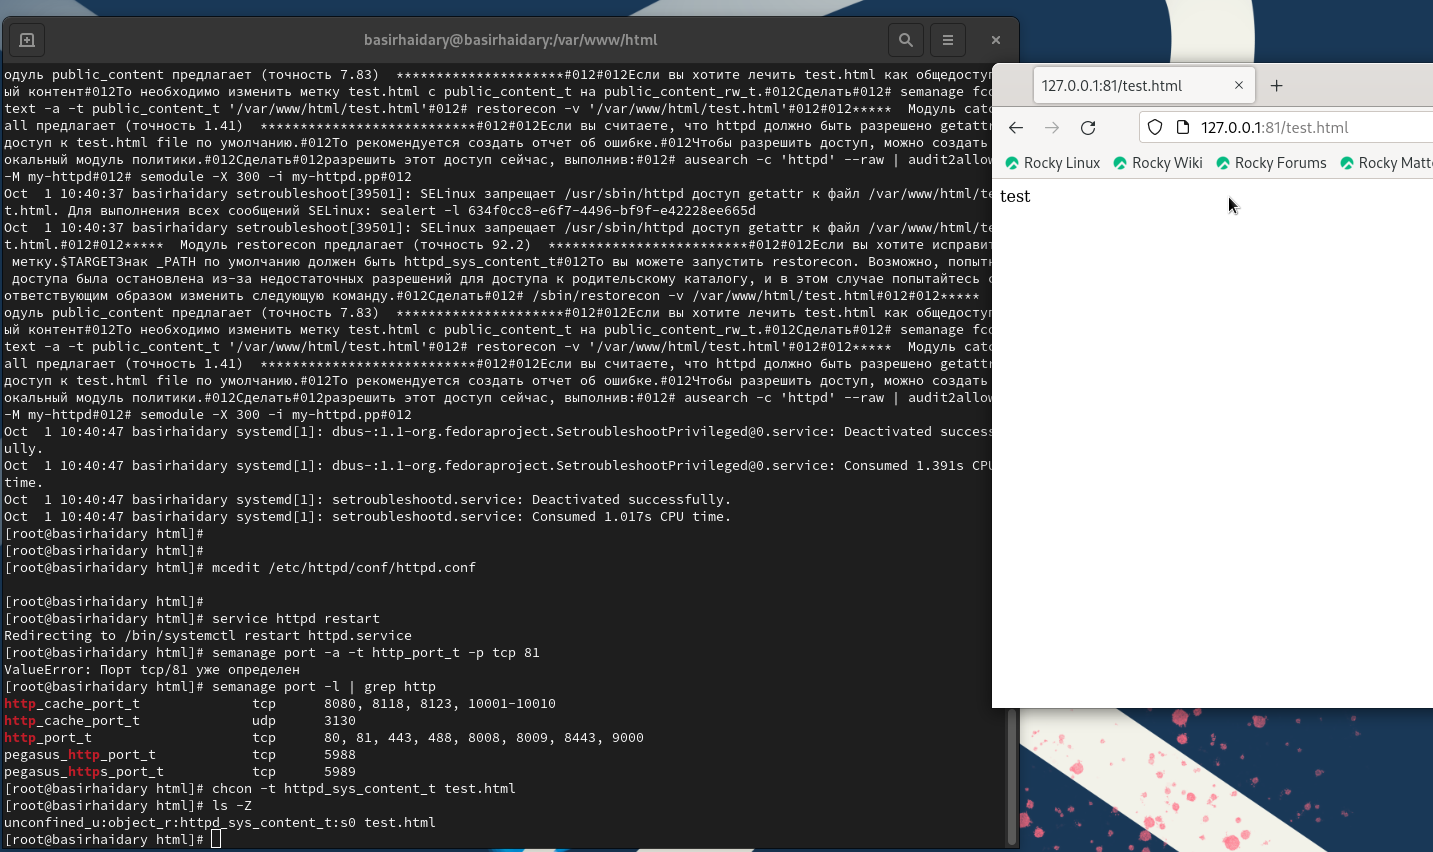 basirhaidary@basirhaidary:/var/www/html
одуль public_content предлагает (точность 7.83)  *********************#012#012Если вы хотите лечить test.html как общедоступ
ый контент#012То необходимо изменить метку test.html с public_content_t на public_content_rw_t.#012Сделать#012# semanage fco
text -a -t public_content_t '/var/www/html/test.html'#012# restorecon -v '/var/www/html/test.html'#012#012*****  Модуль catc
all предлагает (точность 1.41)  ***************************#012#012Если вы считаете, что httpd должно быть разрешено getattr
доступ к test.html file по умолчанию.#012То рекомендуется создать отчет об ошибке.#012Чтобы разрешить доступ, можно создать
окальный модуль политики.#012Сделать#012разрешить этот доступ сейчас, выполнив:#012# ausearch -c 'httpd' --raw | audit2allow
-M my-httpd#012# semodule -X 300 -i my-httpd.pp#012
Oct  1 10:40:37 basirhaidary setroubleshoot[39501]: SELinux запрещает /usr/sbin/httpd доступ getattr к файл /var/www/html/te
t.html. Для выполнения всех сообщений SELinux: sealert -l 634f0cc8-e6f7-4496-bf9f-e42228ee665d
Oct  1 10:40:37 basirhaidary setroubleshoot[39501]: SELinux запрещает /usr/sbin/httpd доступ getattr к файл /var/www/html/te
t.html.#012#012*****  Модуль restorecon предлагает (точность 92.2)  *************************#012#012Если вы хотите исправит
 метку.$TARGETЗнак _PATH по умолчанию должен быть httpd_sys_content_t#012То вы можете запустить restorecon. Возможно, попытк
 доступа была остановлена из-за недостаточных разрешений для доступа к родительскому каталогу, и в этом случае попытайтесь с
ответствующим образом изменить следующую команду.#012Сделать#012# /sbin/restorecon -v /var/www/html/test.html#012#012*****
одуль public_content предлагает (точность 7.83)  *********************#012#012Если вы хотите лечить test.html как общедоступ
ый контент#012То необходимо изменить метку test.html с public_content_t на public_content_rw_t.#012Сделать#012# semanage fco
text -a -t public_content_t '/var/www/html/test.html'#012# restorecon -v '/var/www/html/test.html'#012#012*****  Модуль catc
all предлагает (точность 1.41)  ***************************#012#012Если вы считаете, что httpd должно быть разрешено getattr
доступ к test.html file по умолчанию.#012То рекомендуется создать отчет об ошибке.#012Чтобы разрешить доступ, можно создать
окальный модуль политики.#012Сделать#012разрешить этот доступ сейчас, выполнив:#012# ausearch -c 'httpd' --raw | audit2allow
-M my-httpd#012# semodule -X 300 -i my-httpd.pp#012
Oct  1 10:40:47 basirhaidary systemd[1]: dbus-:1.1-org.fedoraproject.SetroubleshootPrivileged@0.service: Deactivated success
ully.
Oct  1 10:40:47 basirhaidary systemd[1]: dbus-:1.1-org.fedoraproject.SetroubleshootPrivileged@0.service: Consumed 1.391s CPU
time.
Oct  1 10:40:47 basirhaidary systemd[1]: setroubleshootd.service: Deactivated successfully.
Oct  1 10:40:47 basirhaidary systemd[1]: setroubleshootd.service: Consumed 1.017s CPU time.
[root@basirhaidary html]#
[root@basirhaidary html]#
[root@basirhaidary html]# mcedit /etc/httpd/conf/httpd.conf
[root@basirhaidary html]#
[root@basirhaidary html]# service httpd restart
Redirecting to /bin/systemctl restart httpd.service
[root@basirhaidary html]# semanage port -a -t http_port_t -p tcp 81
ValueError: Порт tcp/81 уже определен
[root@basirhaidary html]# semanage port -l | grep http
http_cache_port_t              tcp      8080, 8118, 8123, 10001-10010
http_cache_port_t              udp      3130
http_port_t                    tcp      80, 81, 443, 488, 8008, 8009, 8443, 9000
pegasus_http_port_t            tcp      5988
pegasus_https_port_t           tcp      5989
[root@basirhaidary html]# chcon -t httpd_sys_content_t test.html
[root@basirhaidary html]# ls -Z
unconfined_u:object_r:httpd_sys_content_t:s0 test.html
[root@basirhaidary html]#
127.0.0.1:81/test.html
127.0.0.1:81/test.html
Rocky Linux Rocky Wiki Rocky Forums Rocky Matt
test